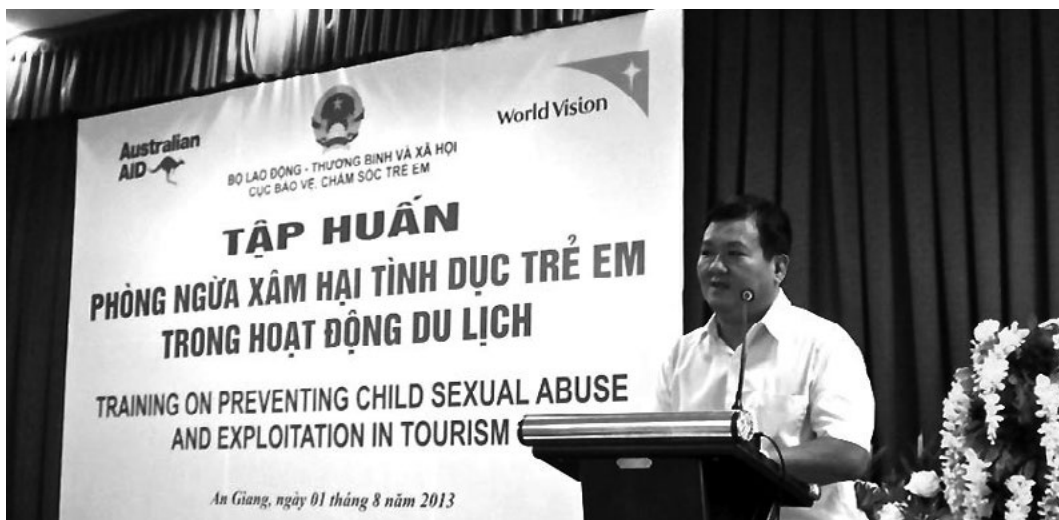 Australian
AID
World Vision
BỘ LAO ĐỘNG - THƯƠNG BINH VÀ XÃ HỘI
CỤC BẢO VỆ, CHĂM SÓC TRẺ EM
TẬP HUẤN
PHÒNG NGỪA XÂM HẠI TÌNH DỤC TRẺ EM
TRONG HOẠT ĐỘNG DU LỊCH
TRAINING ON PREVENTING CHILD SEXUAL ABUSE
AND EXPLOITATION IN TOURISM
An Giang, ngày 01 tháng 8 năm 2013